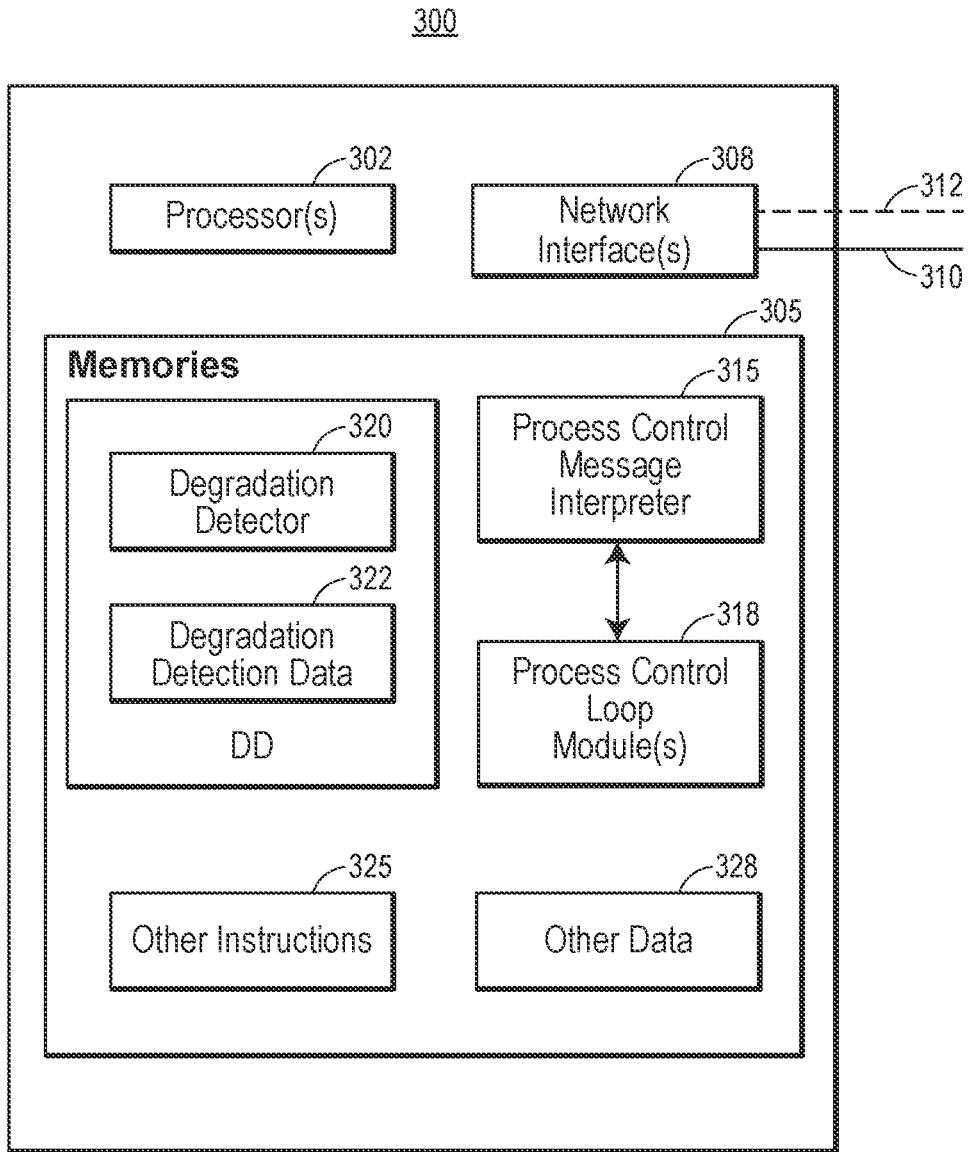 300
302
Processor(s)
308
Network
Interface(s)
312
310
305
Memories
320
Degradation
Detector
322
Degradation
Detection Data
DD
315
Process Control
Message
Interpreter
318
Process Control
Loop
Module(s)
325
Other Instructions
328
Other Data